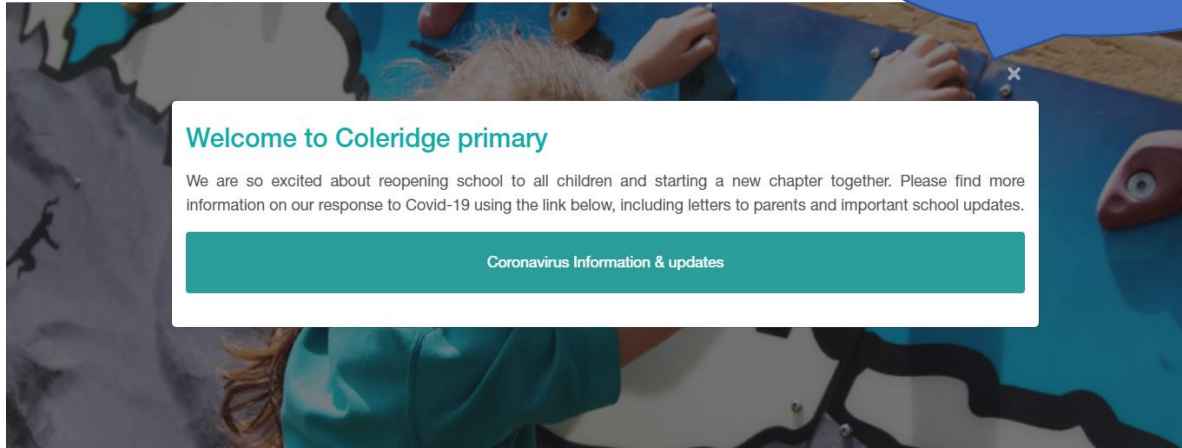 Welcome to Coleridge primary
We are so excited about reopening school to all children and starting a new chapter together. Please find more
information on our response to Covid-19 using the link below, including letters to parents and important school updates.
Coronavirus Information & updates